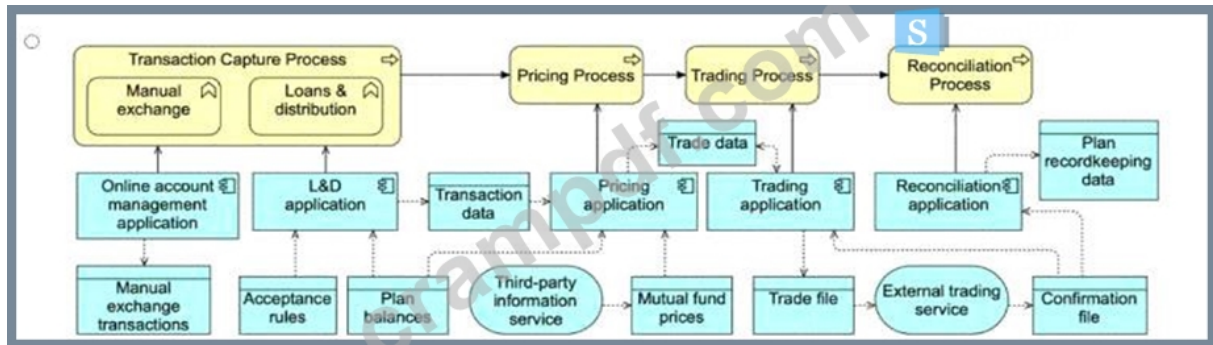 S
Transaction Capture Process
Manual
exchange
Loans &
distribution
Pricing Process
Trading Process
Reconciliation
Process
Trade data
Plan
recordkeeping
data
Online account
management
application
L&D
application
Transaction
data
Pricing
application
Trading
application
Reconciliation
application
Manual
exchange
transactions
Acceptance
rules
Plan
balances
Third-party
information
service
Mutual fund
prices
Trade file
External trading
service
Confirmation
file
crampdf.com